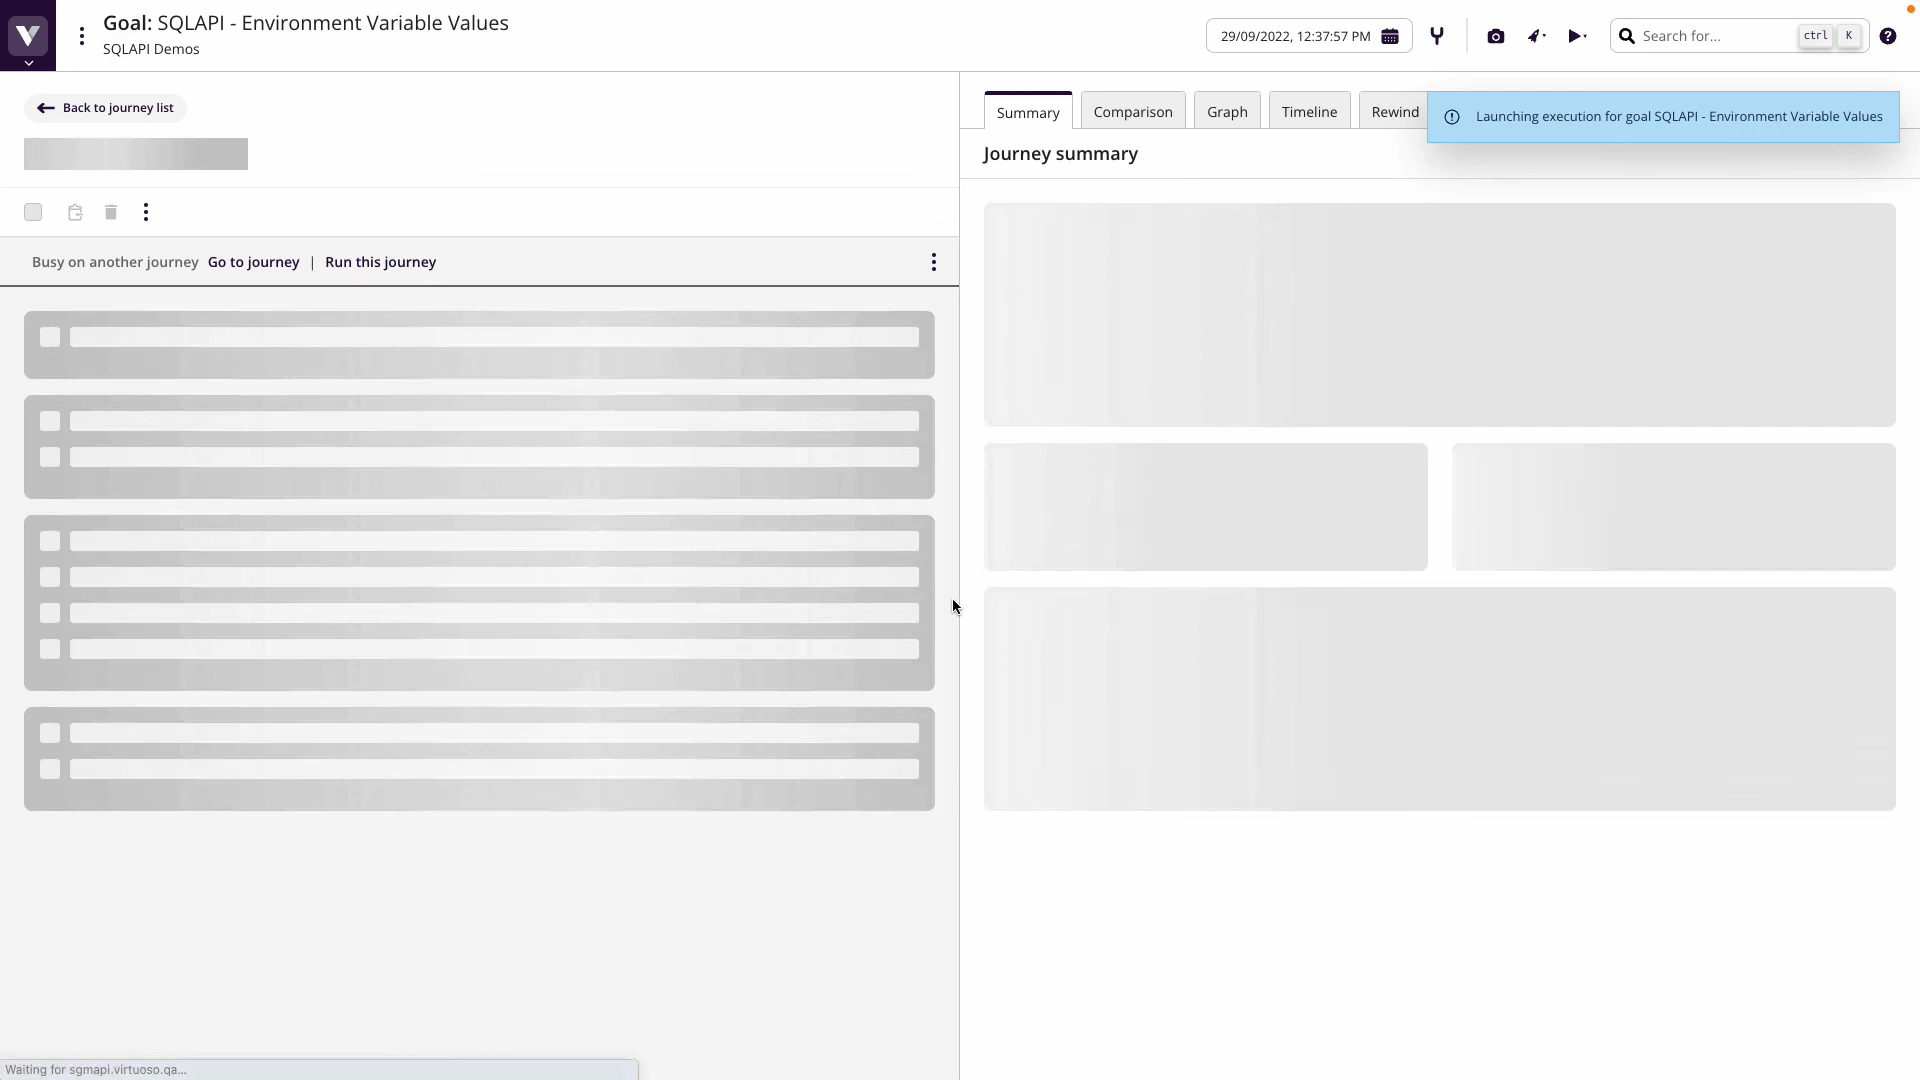 Goal: SQLAPI - Environment Variable Values
SQLAPI Demos
29/09/2022, 12:37:57 PM
Search for...
ctrl
K
Back to journey list
Summary
Comparison
Graph
Timeline
Rewind
Launching execution for goal SQLAPI - Environment Variable Values
Journey summary
Busy on another journey Go to journey | Run this journey
Waiting for sgmapi.virtuoso.qa...